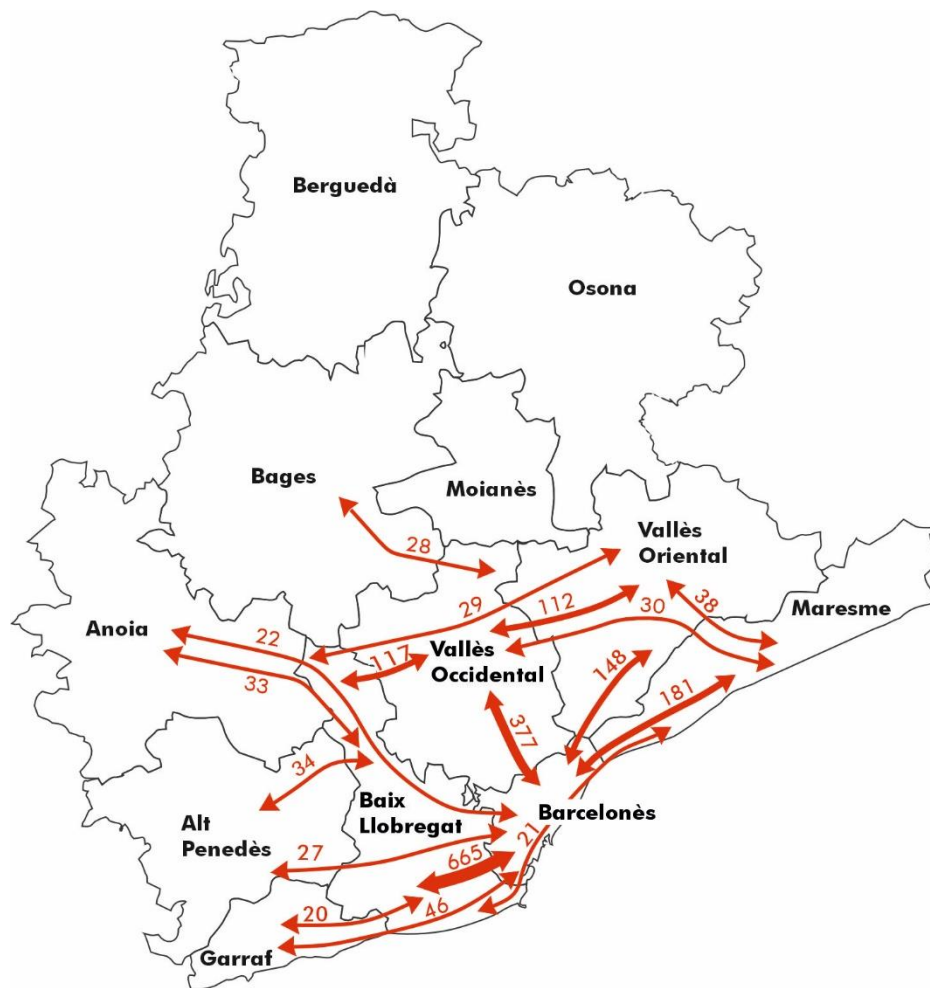 Berguedà
Osona
Bages
Moianès
28
Vallès
Oriental
29
112
30
38
Maresme
Anoia
22
33
117
Vallès
Occidental
148
181
377
34
Baix
Llobregat
Barcelonès
Alt
Penedès
27
665
21
20
46
Garraf